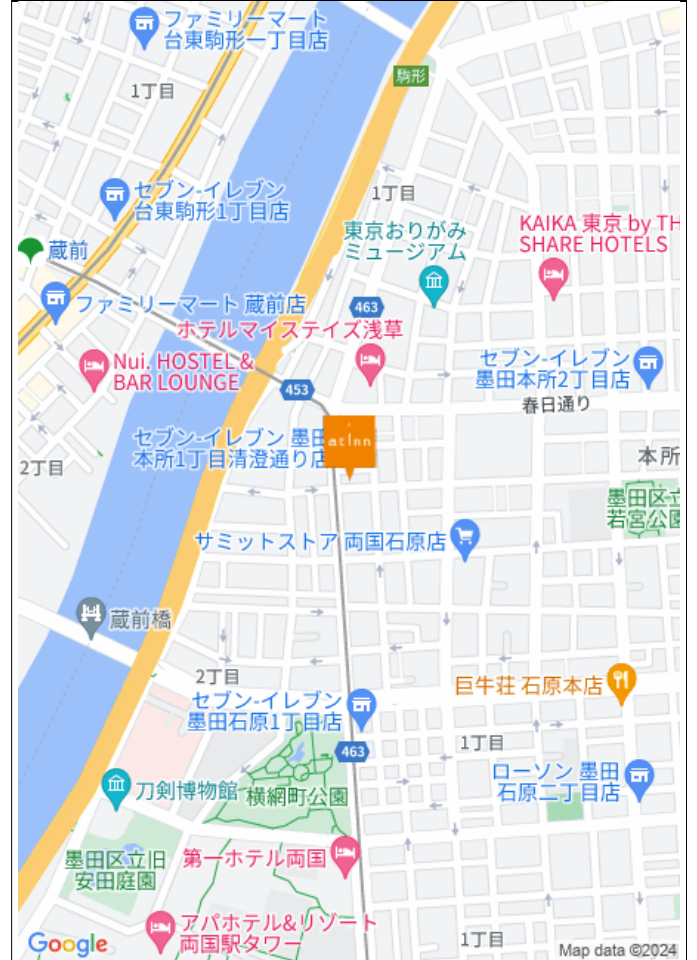 ファミリーマート
台東駒形一丁目店
1丁目
駒形
セブン-イレブン
台東駒形1丁目店
1丁目
東京おりがみ
ミュージアム
KAIKA 東京 by TH
SHARE HOTELS
蔵前
ファミリーマート 蔵前店
463
ホテルマイステイズ浅草
Nui. HOSTEL &
BAR LOUNGE
セブン-イレブン
墨田本所2丁目店
453
春日通り
セブン-イレブン 墨田
本所1丁目清澄通り店
at inn
2丁目
本所
墨田区立
若宮公園
サミットストア 両国石原店
蔵前橋
2丁目
巨牛荘 石原本店
セブン-イレブン
墨田石原1丁目店
463
1丁目
ローソン 墨田
石原二丁目店
刀剣博物館
横網町公園
墨田区立旧
安田庭園
第一ホテル両国
アパホテル&リゾート
両国駅タワー
1丁目
Google
Map data ©2024